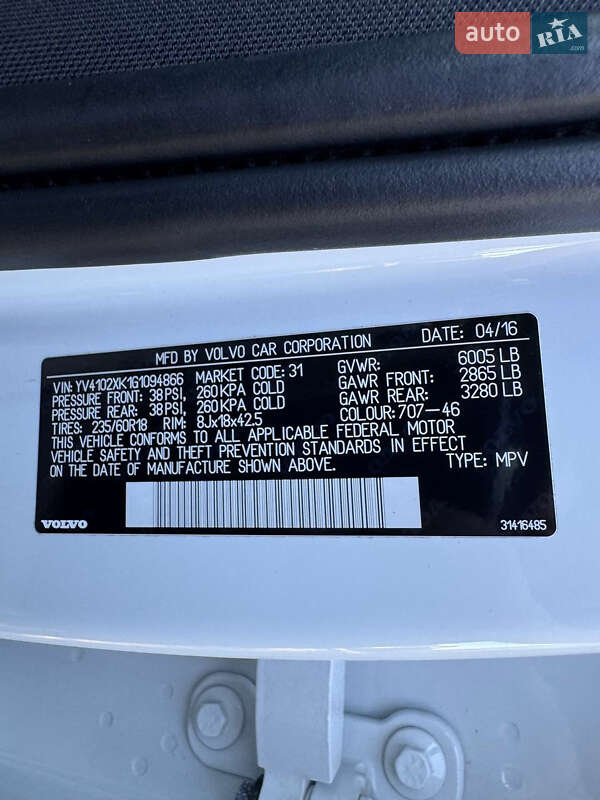 auto RIA.com
MFD BY VOLVO CAR CORPORATION DATE: 04/16
VIN: YV4102XK1G1094866 MARKET CODE: 31 GVWR: 6005 LB
PRESSURE FRONT: 38 PSI, 260 KPA COLD GAWR FRONT: 2865 LB
PRESSURE REAR: 38 PSI, 260 KPA COLD GAWR REAR: 3280 LB
TIRES: 235/60R18 RIM: 8Jx18x42.5 COLOUR: 707-46
THIS VEHICLE CONFORMS TO ALL APPLICABLE FEDERAL MOTOR
VEHICLE SAFETY AND THEFT PREVENTION STANDARDS IN EFFECT
ON THE DATE OF MANUFACTURE SHOWN ABOVE. TYPE: MPV
VOLVO 31416485